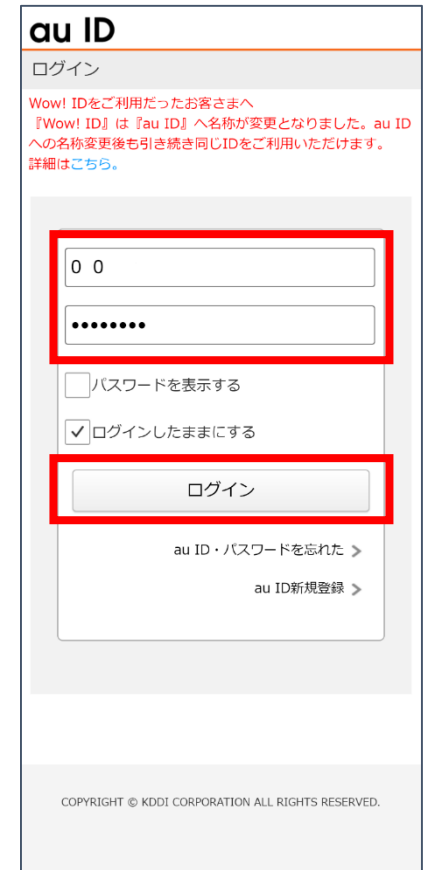 au ID
ログイン
Wow! IDをご利用だったお客さまへ
『Wow! ID』は『au ID』へ名称が変更となりました。au ID
への名称変更後も引き続き同じIDをご利用いただけます。
詳細はこちら。
0 0
••••••••
パスワードを表示する
ログインしたままにする
ログイン
au ID・パスワードを忘れた
au ID新規登録
COPYRIGHT © KDDI CORPORATION ALL RIGHTS RESERVED.